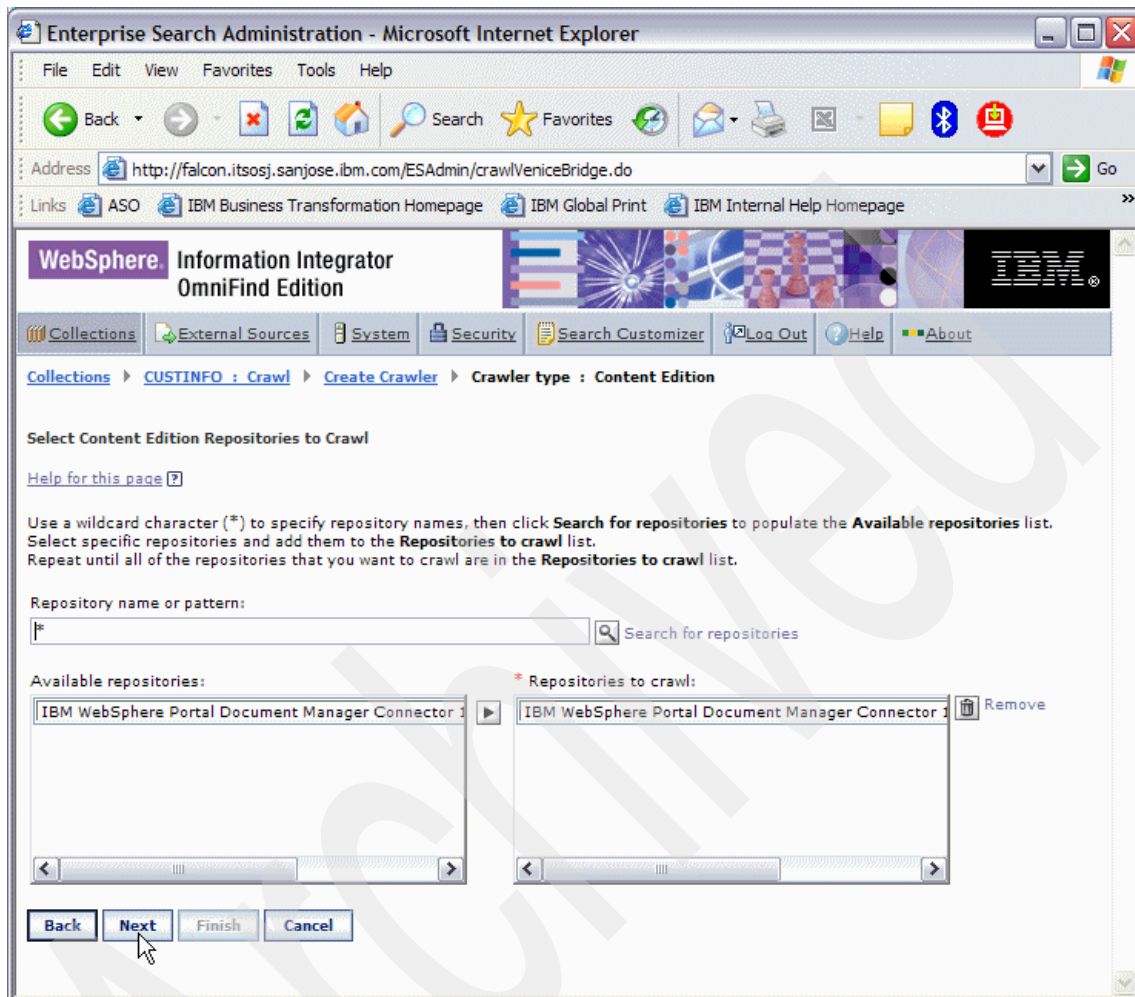 Enterprise Search Administration - Microsoft Internet Explorer
File Edit View Favorites Tools Help
Back Search Favorites
Address http://falcon.itsosj.sanjose.ibm.com/ESAdmin/crawlVeniceBridge.do Go
Links ASO IBM Business Transformation Homepage IBM Global Print IBM Internal Help Homepage »
WebSphere. Information Integrator
OmniFind Edition
IBM®
Collections External Sources System Security Search Customizer Log Out Help About
Collections CUSTINFO : Crawl Create Crawler Crawler type : Content Edition
Select Content Edition Repositories to Crawl
Help for this page ?
Use a wildcard character (*) to specify repository names, then click Search for repositories to populate the Available repositories list.
Select specific repositories and add them to the Repositories to crawl list.
Repeat until all of the repositories that you want to crawl are in the Repositories to crawl list.
Repository name or pattern:
* Search for repositories
Available repositories: * Repositories to crawl:
IBM WebSphere Portal Document Manager Connector 1 IBM WebSphere Portal Document Manager Connector 1 Remove
Back Next Finish Cancel
Archived